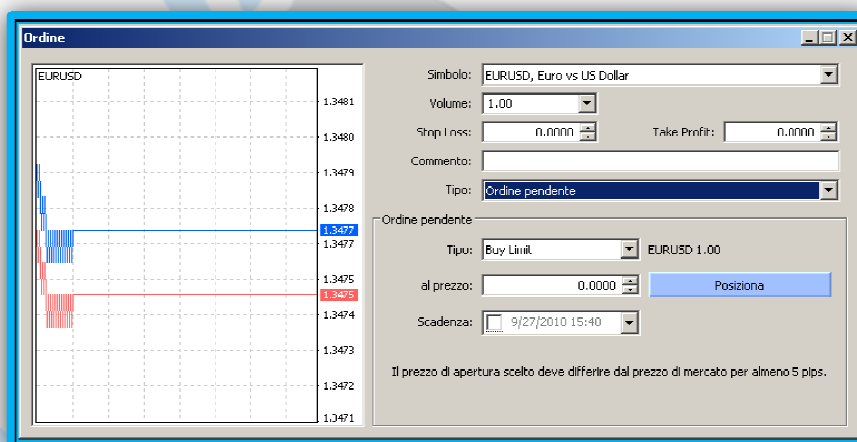 Ordine
EURUSD
1.3481
1.3480
1.3479
1.3478
1.3477
1.3477
1.3475
1.3475
1.3474
1.3473
1.3472
1.3471
Simbolo: EURUSD, Euro vs US Dollar
Volume: 1.00
Stop Loss: 0.0000 Take Profit: 0.0000
Commento:
Tipo: Ordine pendente
Ordine pendente
Tipo: Buy Limit EURUSD 1.00
al prezzo: 0.0000 Posiziona
Scadenza: 9/27/2010 15:40
Il prezzo di apertura scelto deve differire dal prezzo di mercato per almeno 5 pips.